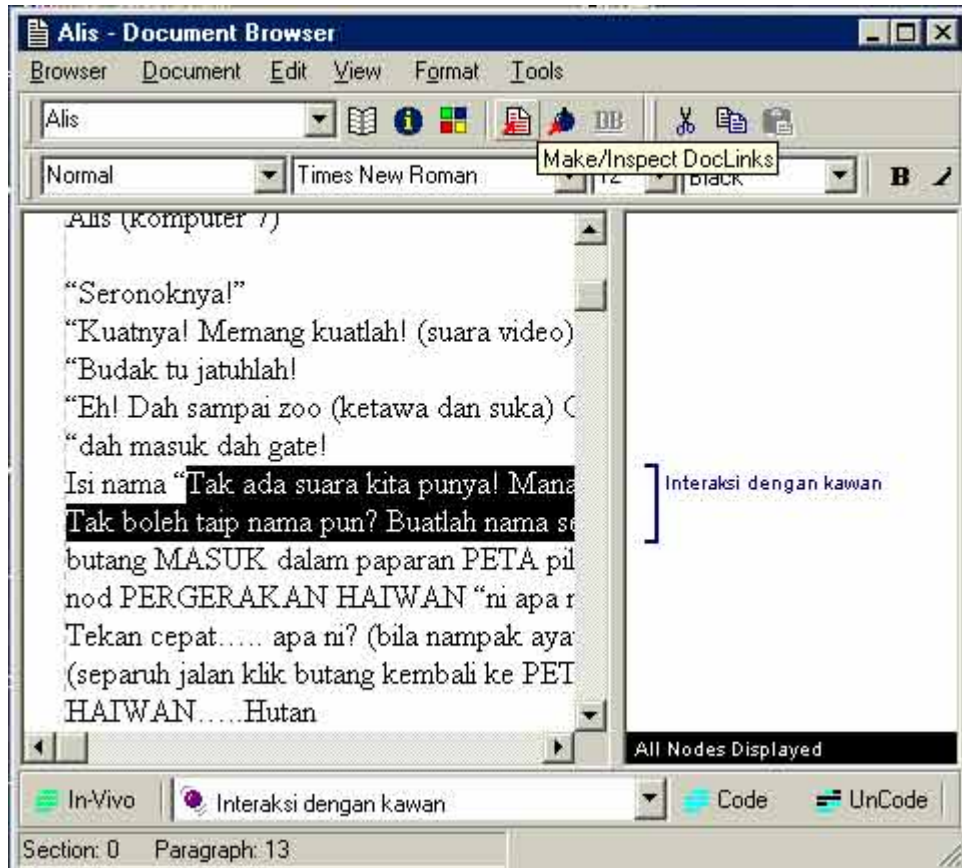 Alis - Document Browser
Browser Document Edit View Format Tools
Alis DB
Make/Inspect DocLinks
Normal Times New Roman 12 Black B
Alis (komputer 7)
“Seronoknya!”
“Kuatnya! Memang kuatlah! (suara video)
“Budak tu jatuhlah!
“Eh! Dah sampai zoo (ketawa dan suka)
“dah masuk dah gate!
Isi nama “Tak ada suara kita punya! Mana
Interaksi dengan kawan
Tak boleh taip nama pun? Buatlah nama
butang MASUK dalam paparan PETA
nod PERGERAKAN HAIWAN “ni apa
Tekan cepat..... apa ni? (bila nampak
(separuh jalan klik butang kembali ke
HAIWAN.....Hutan
All Nodes Displayed
In-Vivo Interaksi dengan kawan Code UnCode
Section: 0 Paragraph: 13